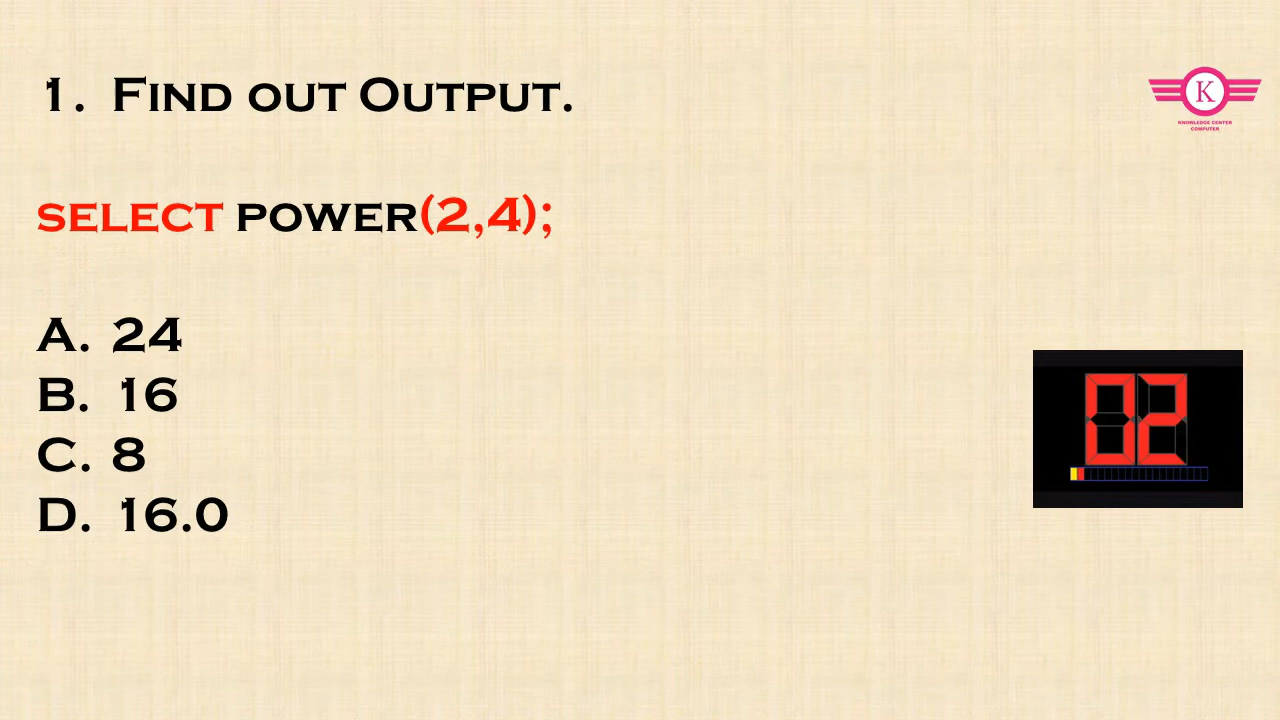 1. Find out Output.
K
KNOWLEDGE CENTER
COMPUTER
SELECT POWER(2,4);
A. 24
B. 16
C. 8
D. 16.0
02